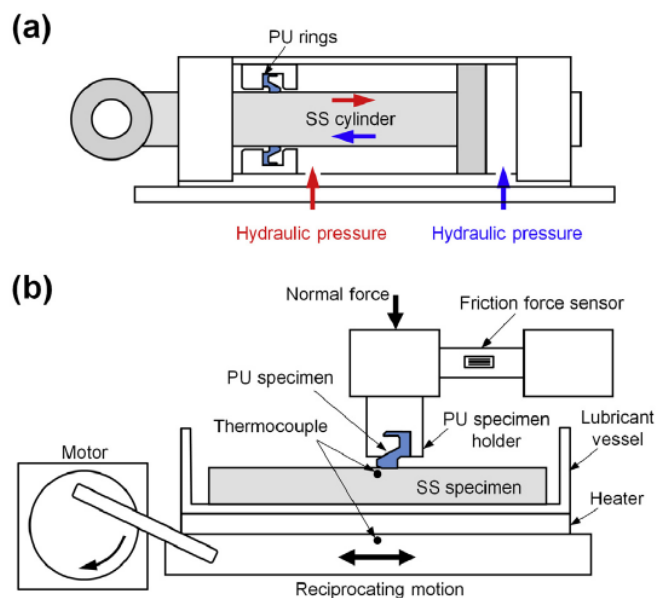 (a)
PU rings
SS cylinder
Hydraulic pressure
Hydraulic pressure
(b)
Normal force
Friction force sensor
PU specimen
Thermocouple
PU specimen
holder
Lubricant
vessel
Motor
SS specimen
Heater
Reciprocating motion